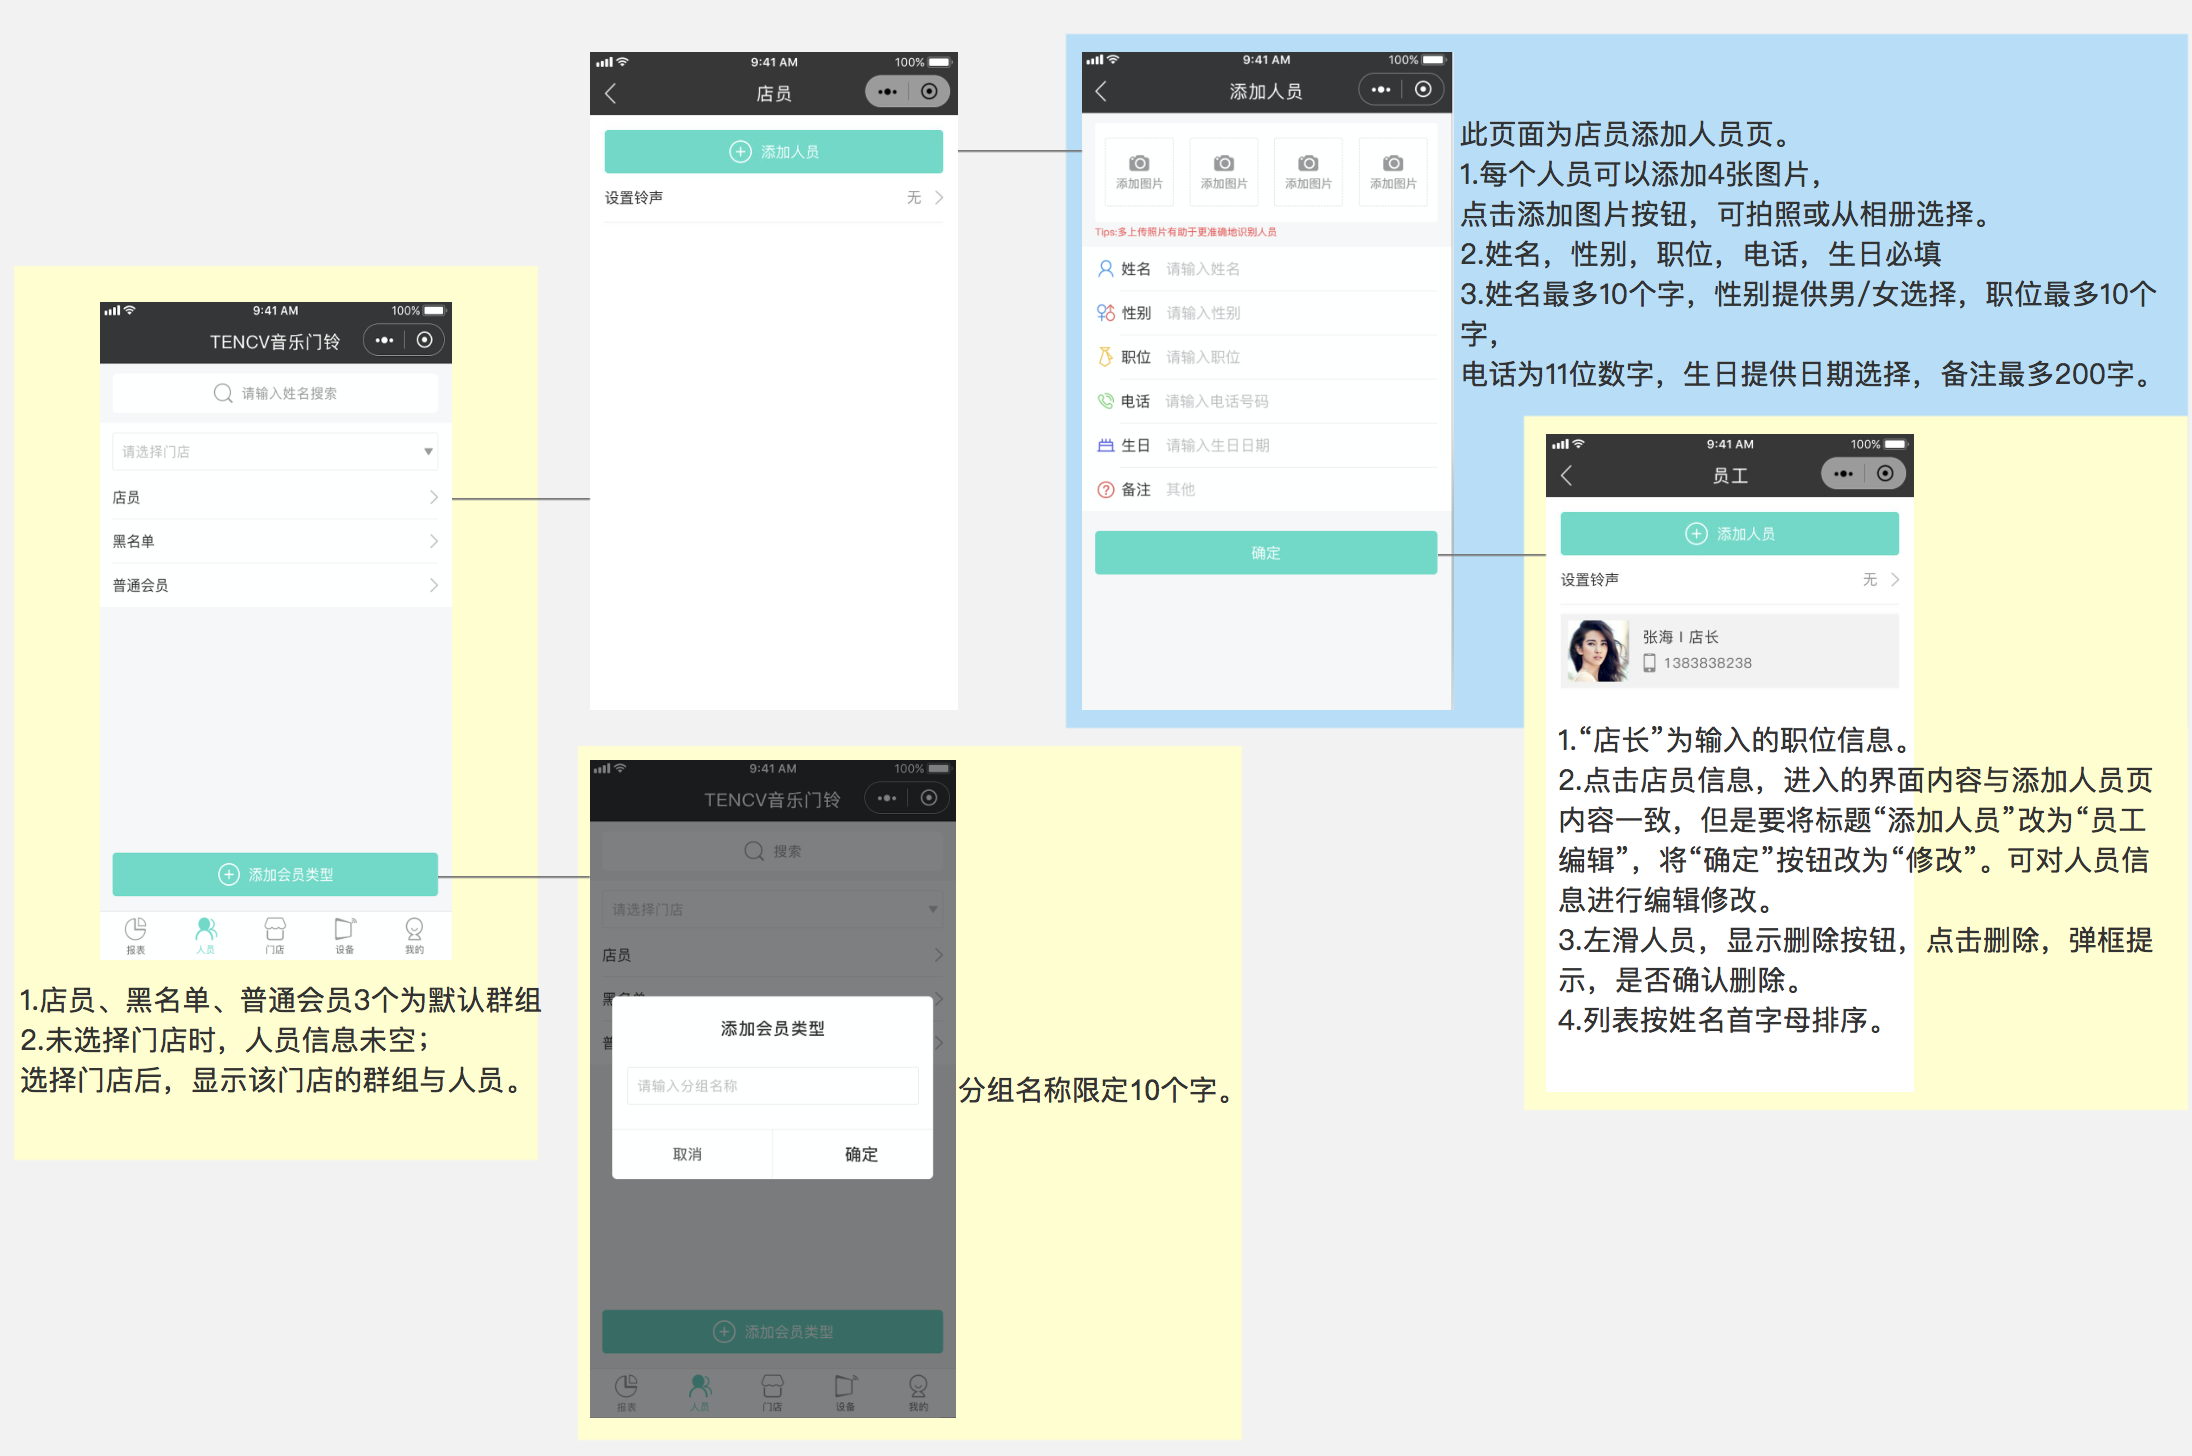 9:41 AM
100%
TENCV音乐门铃
请输入姓名搜索
请选择门店
店员
黑名单
普通会员
添加会员类型
报表
人员
门店
设备
我的
1.店员、黑名单、普通会员3个为默认群组
2.未选择门店时，人员信息未空；
选择门店后，显示该门店的群组与人员。
9:41 AM
100%
店员
添加人员
设置铃声
无
9:41 AM
100%
TENCV音乐门铃
搜索
请选择门店
店员
添加会员类型
请输入分组名称
取消
确定
添加会员类型
报表
人员
门店
设备
我的
分组名称限定10个字。
9:41 AM
100%
添加人员
添加图片
添加图片
添加图片
添加图片
Tips:多上传照片有助于更准确地识别人员
姓名 请输入姓名
性别 请输入性别
职位 请输入职位
电话 请输入电话号码
生日 请输入生日日期
备注 其他
确定
此页面为店员添加人员页。
1.每个人员可以添加4张图片，
点击添加图片按钮，可拍照或从相册选择。
2.姓名，性别，职位，电话，生日必填
3.姓名最多10个字，性别提供男/女选择，职位最多10个
字，
电话为11位数字，生日提供日期选择，备注最多200字。
9:41 AM
100%
员工
添加人员
设置铃声
无
张海 I 店长
1383838238
1.“店长”为输入的职位信息。
2.点击店员信息，进入的界面内容与添加人员页
内容一致，但是要将标题“添加人员”改为“员工
编辑”，将“确定”按钮改为“修改”。可对人员信
息进行编辑修改。
3.左滑人员，显示删除按钮，点击删除，弹框提
示，是否确认删除。
4.列表按姓名首字母排序。